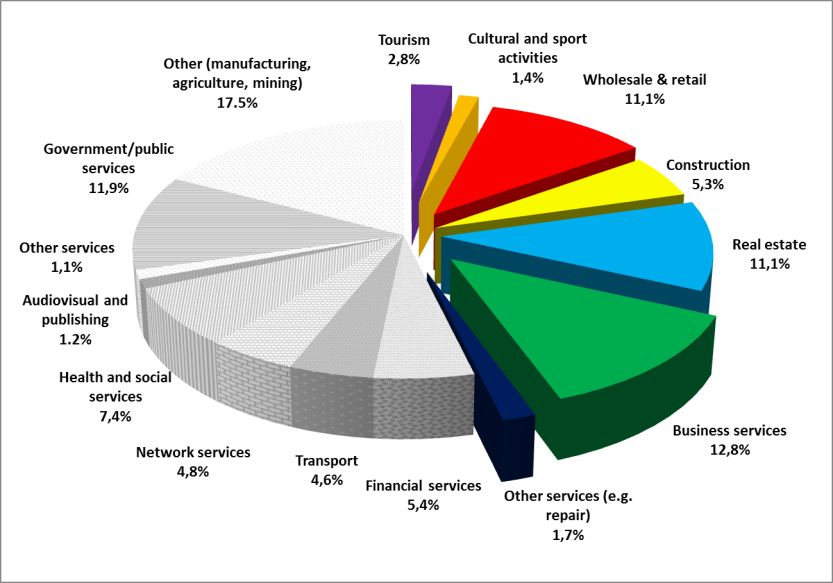 Tourism
2,8%
Cultural and sport
activities
1,4%
Wholesale & retail
11,1%
Construction
5,3%
Real estate
11,1%
Business services
12,8%
Other services (e.g.
repair)
1,7%
Financial services
5,4%
Transport
4,6%
Network services
4,8%
Health and social
services
7,4%
Audiovisual and
publishing
1.2%
Other services
1,1%
Government/public
services
11,9%
Other (manufacturing,
agriculture, mining)
17.5%